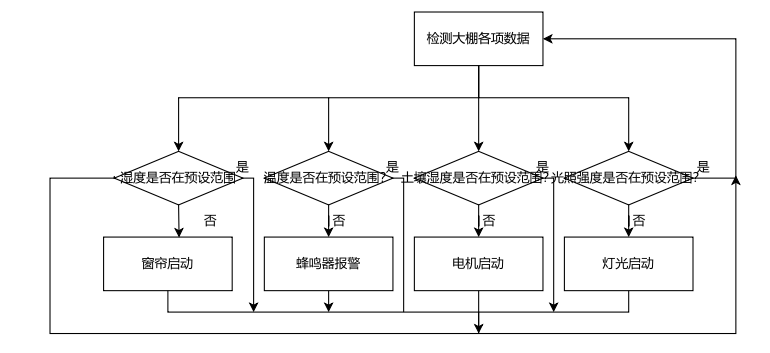 检测大棚各项数据
湿度是否在预设范围
是
温度是否在预设范围?
是
土壤湿度是否在预设范围?
是
光照强度是否在预设范围?
是
否
否
否
否
窗帘启动
蜂鸣器报警
电机启动
灯光启动